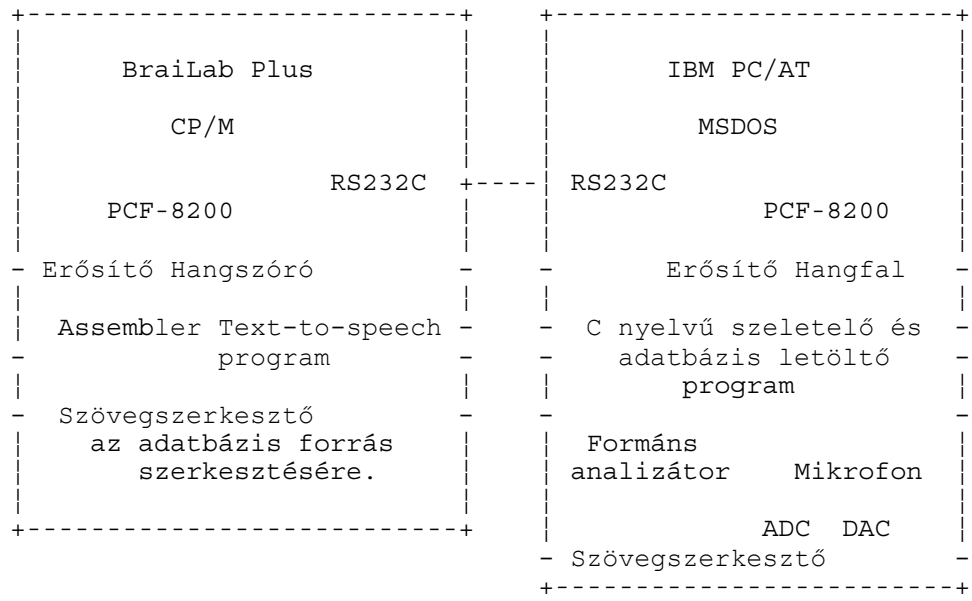 BraiLab Plus
CP/M
RS232C
PCF-8200
Erősítő Hangszóró
Assembler Text-to-speech
program
Szövegszerkesztő
az adatbázis forrás
szerkesztésére.
IBM PC/AT
MSDOS
RS232C
PCF-8200
Erősítő Hangfal
C nyelvű szeletelő és
adatbázis letöltő
program
Formáns
analizátor Mikrofon
ADC DAC
Szövegszerkesztő